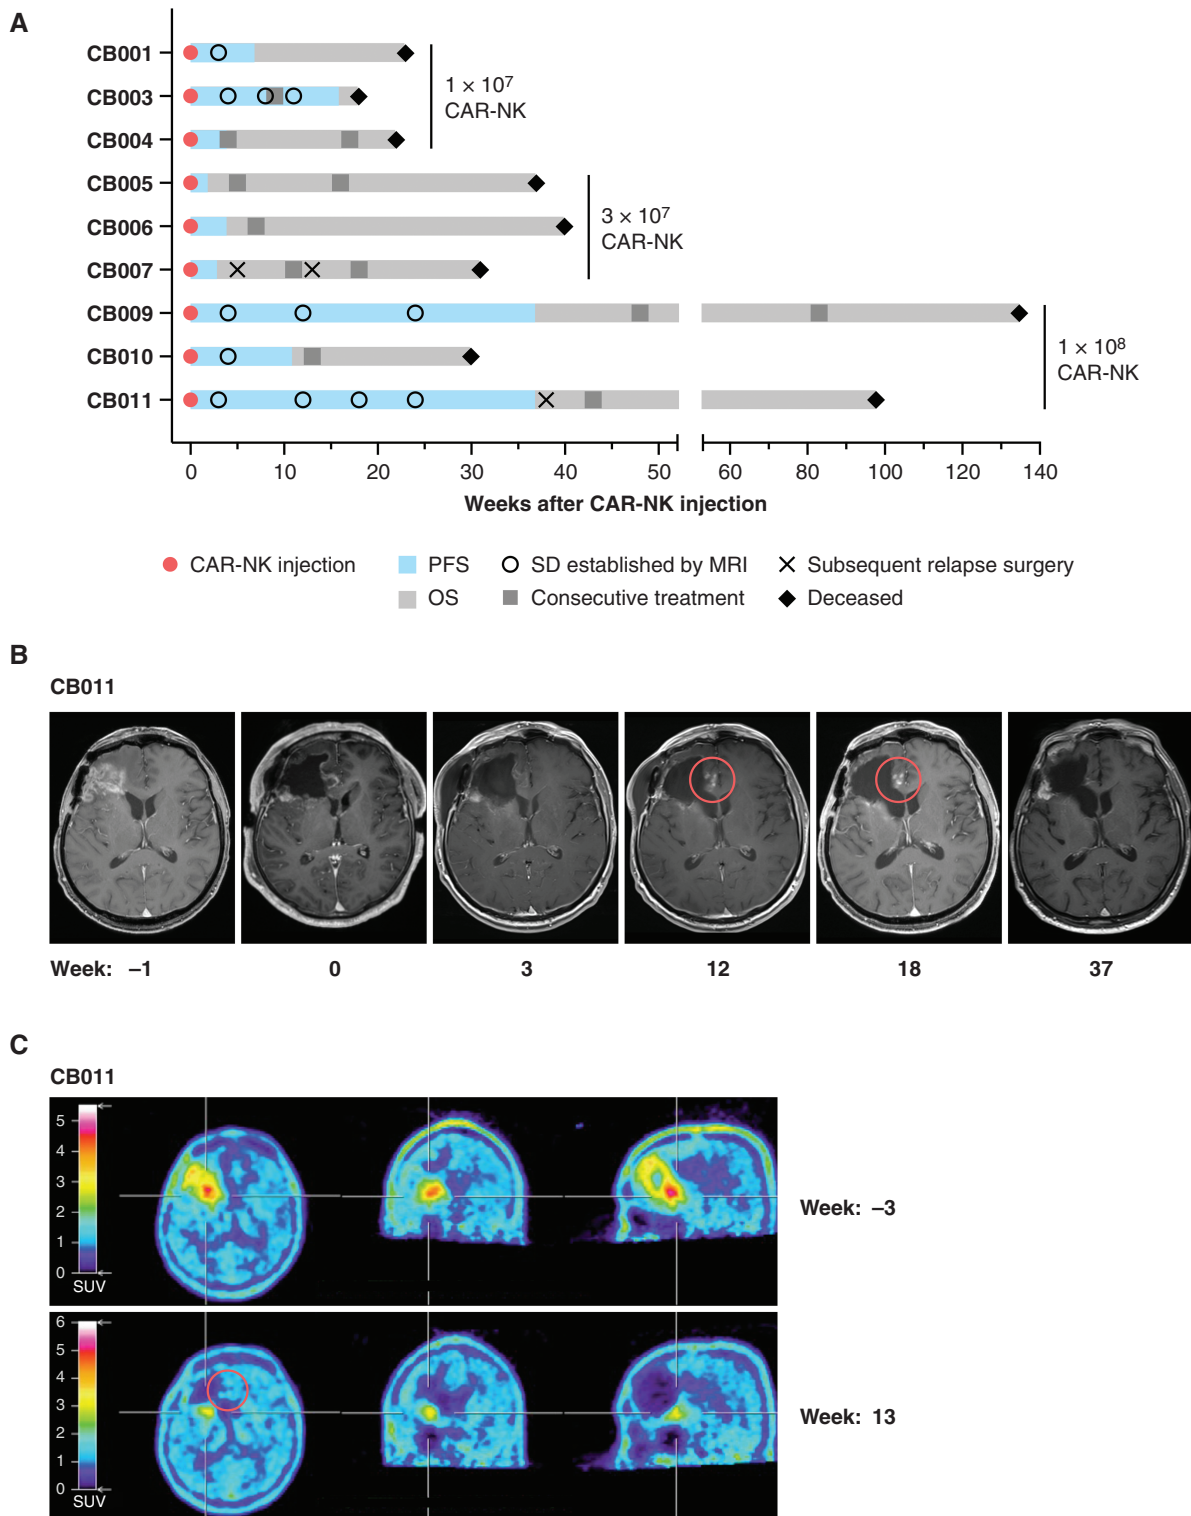 A
CB001
CB003
CB004
CB005
CB006
CB007
CB009
CB010
CB011
1 × 10⁷
CAR-NK
3 × 10⁷
CAR-NK
1 × 10⁸
CAR-NK
0 10 20 30 40 50 60 80 100 120 140
Weeks after CAR-NK injection
CAR-NK injection PFS SD established by MRI Subsequent relapse surgery
OS Consecutive treatment Deceased
B
CB011
Week: –1 0 3 12 18 37
C
CB011
5
4
3
2
1
0
SUV
Week: –3
6
5
4
3
2
1
0
SUV
Week: 13